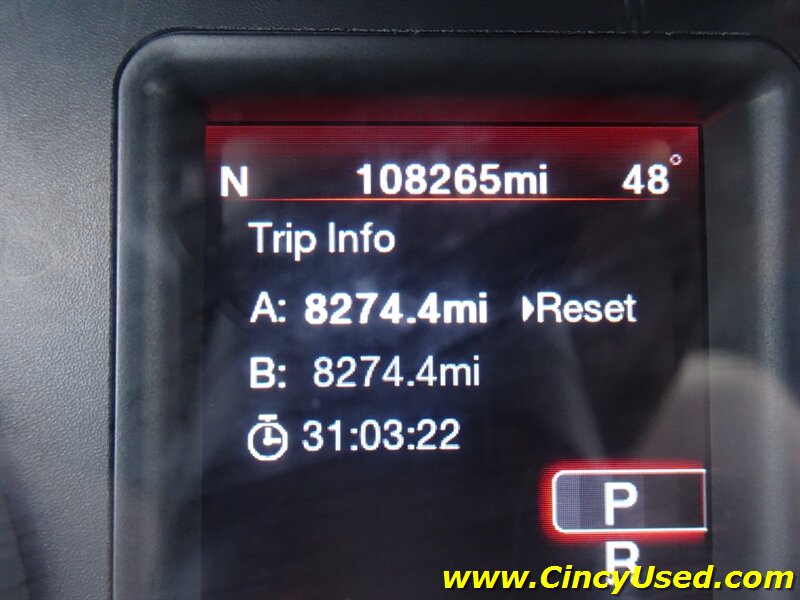 N 108265mi 48°
Trip Info
A: 8274.4mi Reset
B: 8274.4mi
31:03:22
P
R
www.CincyUsed.com